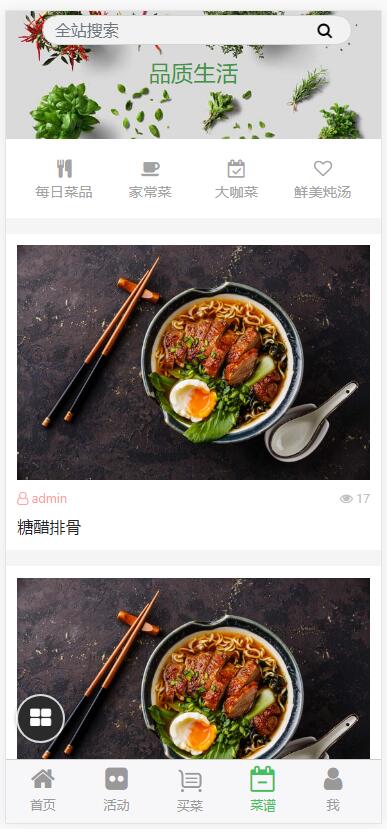 全站搜索
品质生活
每日菜品 家常菜 大咖菜 鲜美炖汤
admin 17
糖醋排骨
首页 活动 买菜 菜谱 我